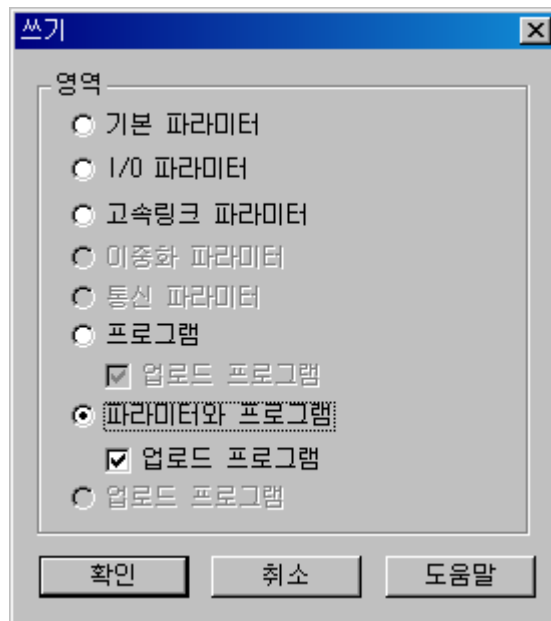 쓰기
영역
기본 파라미터
I/O 파라미터
고속링크 파라미터
이중화 파라미터
통신 파라미터
프로그램
업로드 프로그램
파라미터와 프로그램
업로드 프로그램
업로드 프로그램
확인 취소 도움말